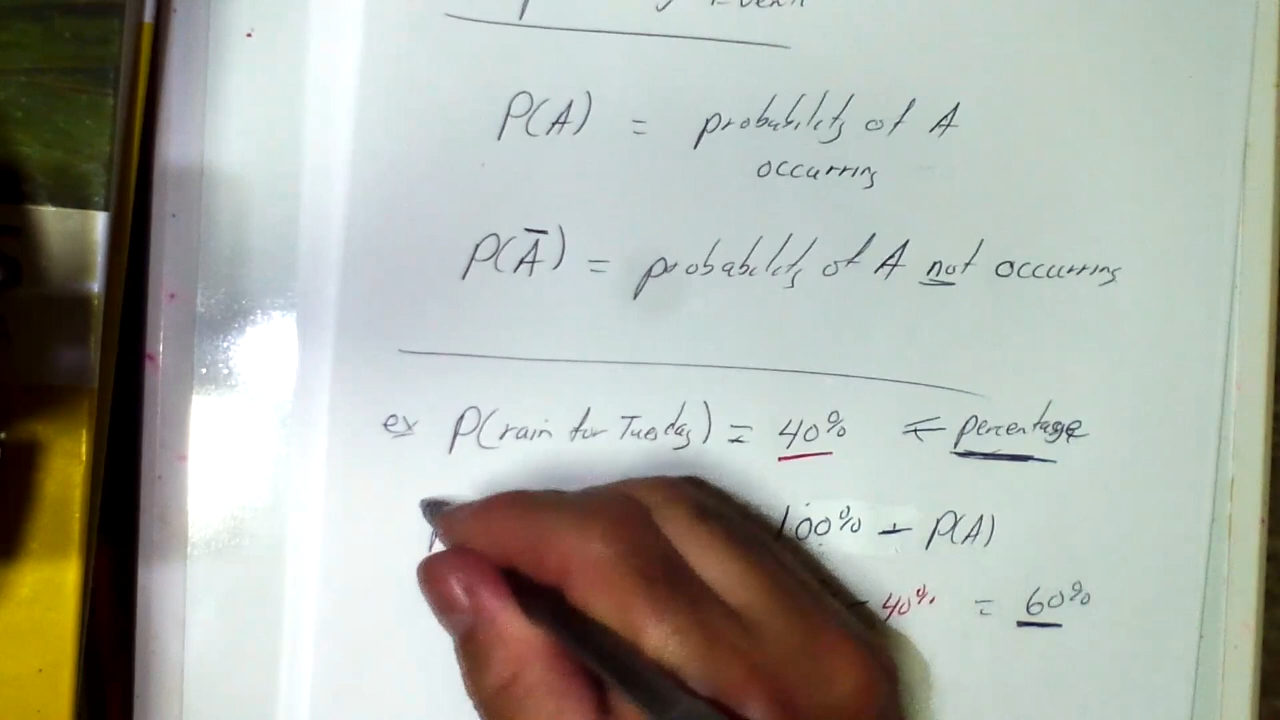 P(A) = probability of A
occurring
P(Ā) = probability of A not occurring
ex P(rain for Tuesday) = 40% ← percentage
100% - P(A)
- 40% = 60%